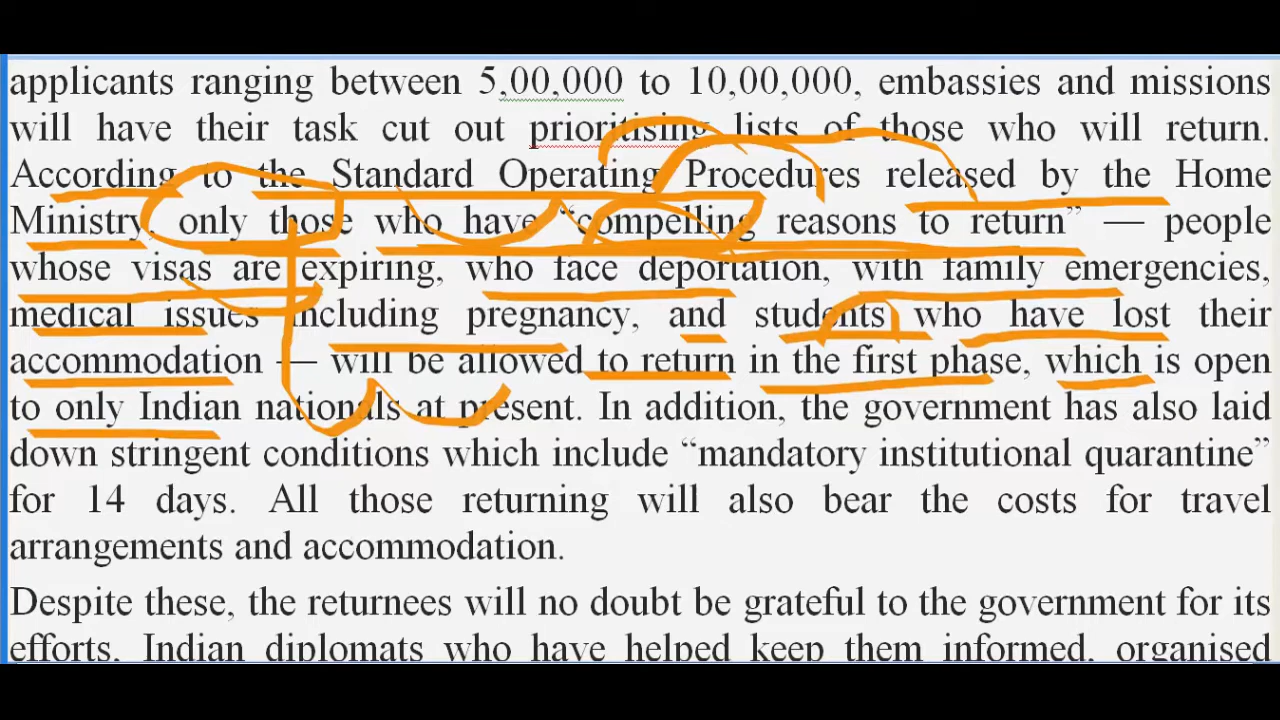 applicants ranging between 5,00,000 to 10,00,000, embassies and missions
will have their task cut out prioritising lists of those who will return.
According to the Standard Operating Procedures released by the Home
Ministry, only those who have “compelling reasons to return” — people
whose visas are expiring, who face deportation, with family emergencies,
medical issues including pregnancy, and students who have lost their
accommodation — will be allowed to return in the first phase, which is open
to only Indian nationals at present. In addition, the government has also laid
down stringent conditions which include “mandatory institutional quarantine”
for 14 days. All those returning will also bear the costs for travel
arrangements and accommodation.
Despite these, the returnees will no doubt be grateful to the government for its
efforts. Indian diplomats who have helped keep them informed, organised